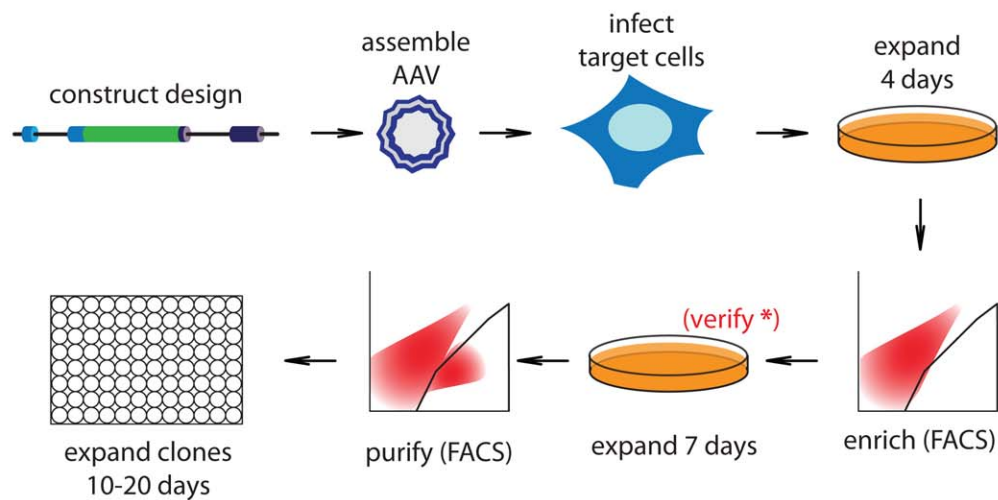 construct design
assemble
AAV
infect
target cells
expand
4 days
enrich (FACS)
(verify *)
expand 7 days
purify (FACS)
expand clones
10-20 days